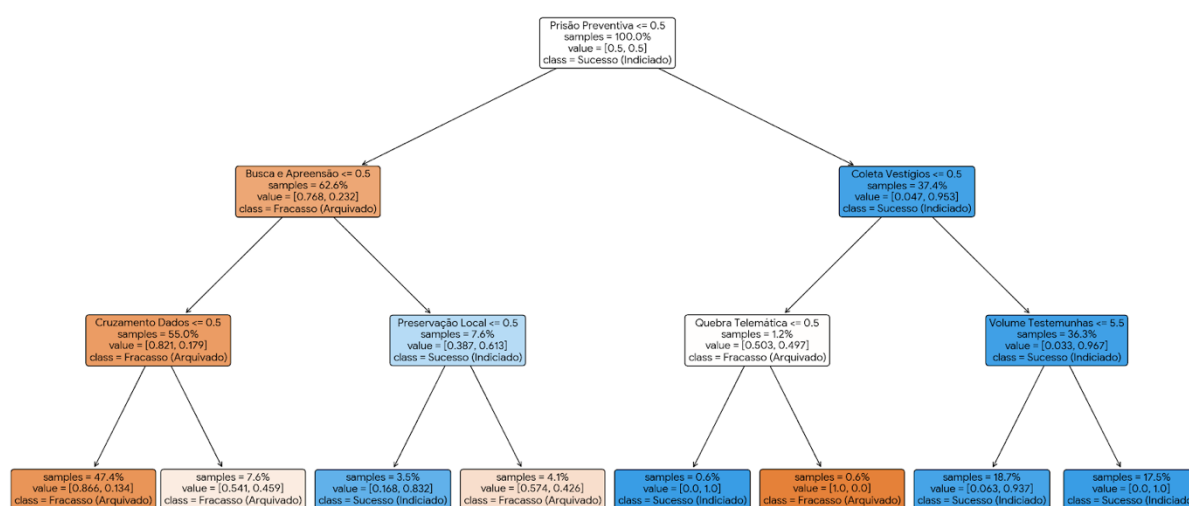 Prisão Preventiva <= 0.5
samples = 100.0%
value = [0.5, 0.5]
class = Sucesso (Indiciado)
Busca e Apreensão <= 0.5
samples = 62.6%
value = [0.768, 0.232]
class = Fracasso (Arquivado)
Coleta Vestígios <= 0.5
samples = 37.4%
value = [0.047, 0.953]
class = Sucesso (Indiciado)
Cruzamento Dados <= 0.5
samples = 55.0%
value = [0.821, 0.179]
class = Fracasso (Arquivado)
Preservação Local <= 0.5
samples = 7.6%
value = [0.387, 0.613]
class = Sucesso (Indiciado)
Quebra Telemática <= 0.5
samples = 1.2%
value = [0.503, 0.497]
class = Fracasso (Arquivado)
Volume Testemunhas <= 5.5
samples = 36.3%
value = [0.033, 0.967]
class = Sucesso (Indiciado)
samples = 47.4%
value = [0.866, 0.134]
class = Fracasso (Arquivado)
samples = 7.6%
value = [0.541, 0.459]
class = Fracasso (Arquivado)
samples = 3.5%
value = [0.168, 0.832]
class = Sucesso (Indiciado)
samples = 4.1%
value = [0.574, 0.426]
class = Fracasso (Arquivado)
samples = 0.6%
value = [0.0, 1.0]
class = Sucesso (Indiciado)
samples = 0.6%
value = [1.0, 0.0]
class = Fracasso (Arquivado)
samples = 18.7%
value = [0.063, 0.937]
class = Sucesso (Indiciado)
samples = 17.5%
value = [0.0, 1.0]
class = Sucesso (Indiciado)